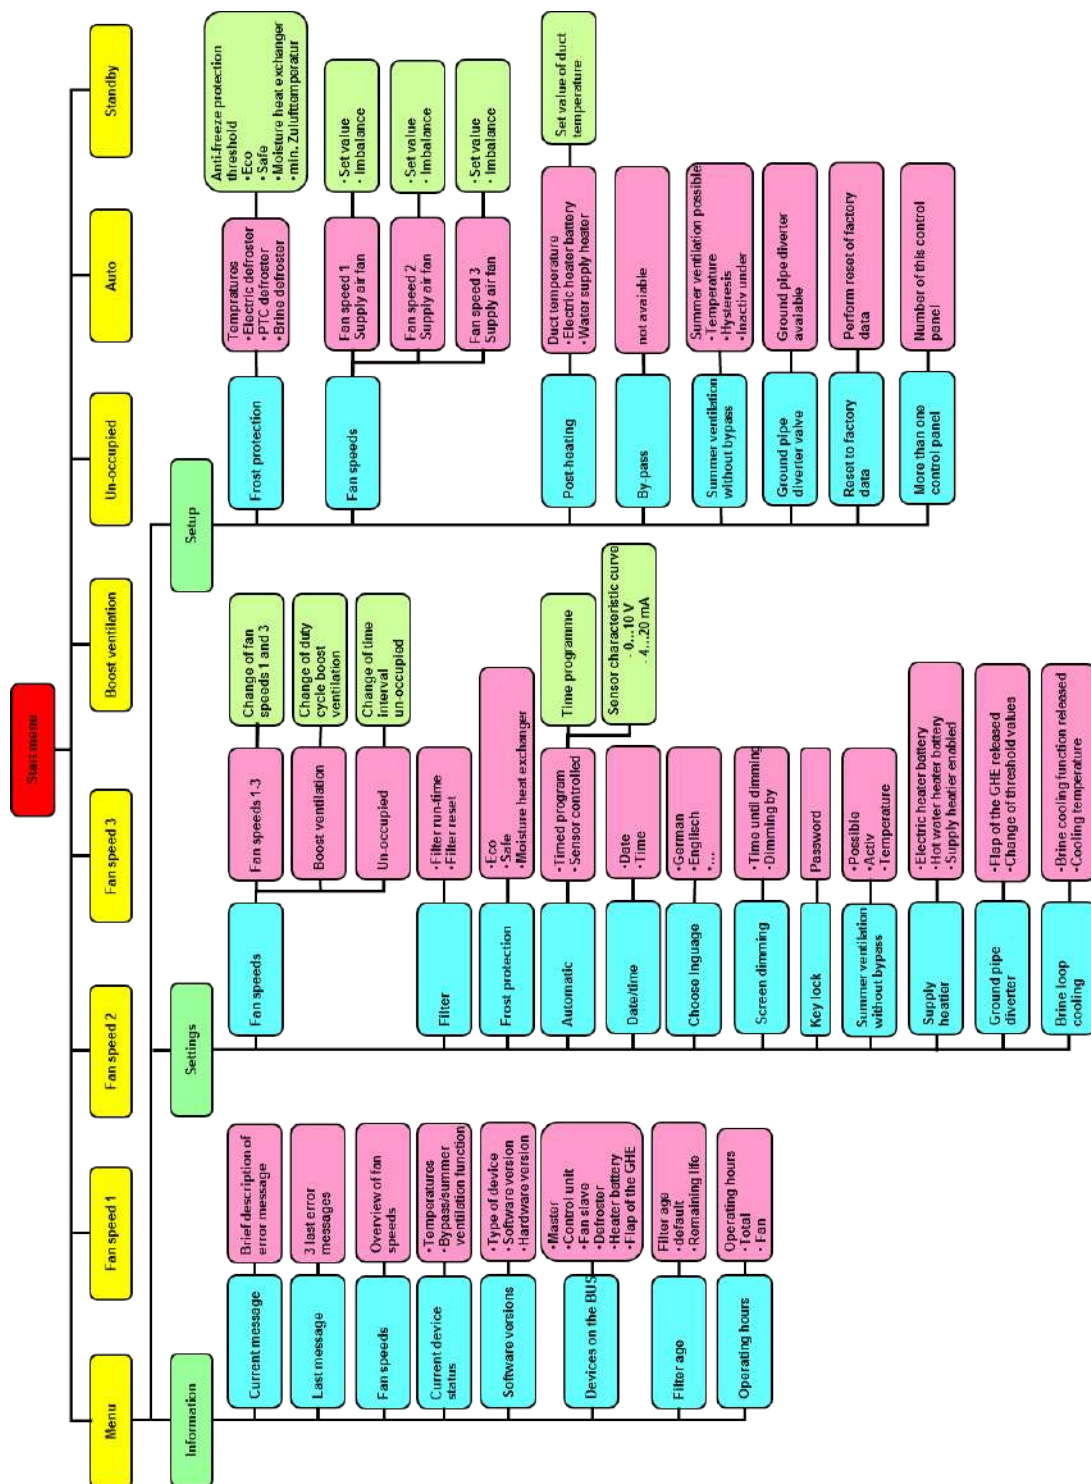 Start menu
Menu
Fan speed 1
Fan speed 2
Fan speed 3
Boost ventilation
Un-occupied
Auto
Standby
Information
Settings
Setup
Current message
Brief description of
error message
Last message
3 last error
messages
Fan speeds
Overview of fan
speeds
Current device
status
•Temperatures
•Bypass/summer
ventilation function
Software versions
•Type of device
•Software version
•Hardware version
Devices on the BUS
•Master
•Control unit
•Fan slave
•Defroster
•Heater battery
•Flap of the GHE
Filter age
Filter age
•default
•Remaining life
Operating hours
Operating hours
•Total
•Fan
Fan speeds
Fan speeds 1-3
Change of fan
speeds 1 and 3
Boost ventilation
Change of duty
cycle boost
ventilation
Un-occupied
Change of time
interval
un-occupied
Filter
•Filter run-time
•Filter reset
Frost protection
•Eco
•Safe
•Moisture heat exchanger
Automatic
•Timed program
•Sensor controlled
Time programme
Sensor characteristic curve
- 0...10 V
- 4...20 mA
Date/time
•Date
•Time
Choose lnguage
•German
•Englisch
•...
Screen dimming
•Time until dimming
•Dimming by
Key lock
Password
Summer ventilation
without bypass
•Possible
•Activ
•Temperature
Supply
heatier
•Electric heater battery
•Hot water heater battery
•Supply heatier enabled
Ground pipe
diverter
•Flap of the GHE released
•Change of threshold values
Brine loop
cooling
•Brine cooling function released
•Cooling temperature
Frost protection
Tempratures
•Electric defroster
•PTC defroster
•Brine defroster
Anti-freeze protection
threshold
•Eco
•Safe
•Moisture heat exchanger
•min. Zulufttemperatur
Fan speeds
Fan speed 1
Supply air fan
•Set value
•Imbalance
Fan speed 2
Supply air fan
•Set value
•Imbalance
Fan speed 3
Supply air fan
•Set value
•Imbalance
Post-heating
Duct temperature
•Electric heater battery
•Water supply heater
Set value of duct
temperature
By-pass
not avaiable
Summer ventilation
without bypass
Summer ventilation possible
•Temperature
•Hysteresis
•Inactiv under
Ground pipe
diverter valve
Ground pipe diverter
avaiable
Reset to factory
data
Perform reset of factory
data
More than one
control panel
Number of this control
panel